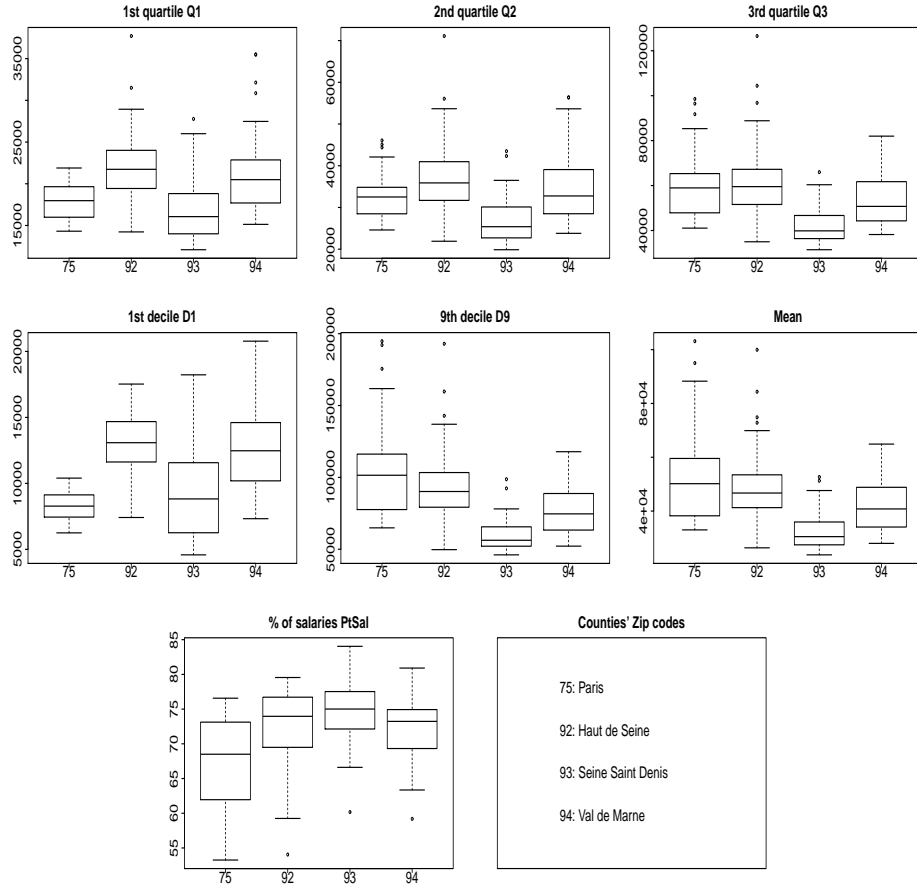 1st quartile Q1
2nd quartile Q2
3rd quartile Q3
15000 25000 35000
20000 40000 60000
40000 80000 120000
75 92 93 94
75 92 93 94
75 92 93 94
1st decile D1
9th decile D9
Mean
5000 10000 15000 20000
50000 100000 150000 200000
4e+04 8e+04
75 92 93 94
75 92 93 94
75 92 93 94
% of salaries PtSal
Counties' Zip codes
55 60 65 70 75 80 85
75 92 93 94
75: Paris
92: Haut de Seine
93: Seine Saint Denis
94: Val de Marne